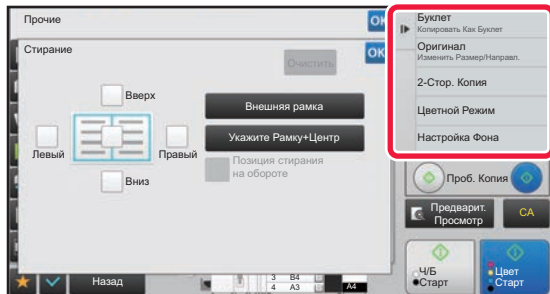 Прочие
OK
Стирание
OK
Очистить
Вверх
Внешняя рамка
Левый
Правый
Укажите Рамку+Центр
Позиция стирания
на обороте
Вниз
Назад
3 B4
4 A3
A4
Буклет
Копировать Как Буклет
Оригинал
Изменить Размер/Направл.
2-Стор. Копия
Цветной Режим
Настройка Фона
Проб. Копия
Предварит.
Просмотр
CA
Ч/Б
Старт
Цвет
Старт